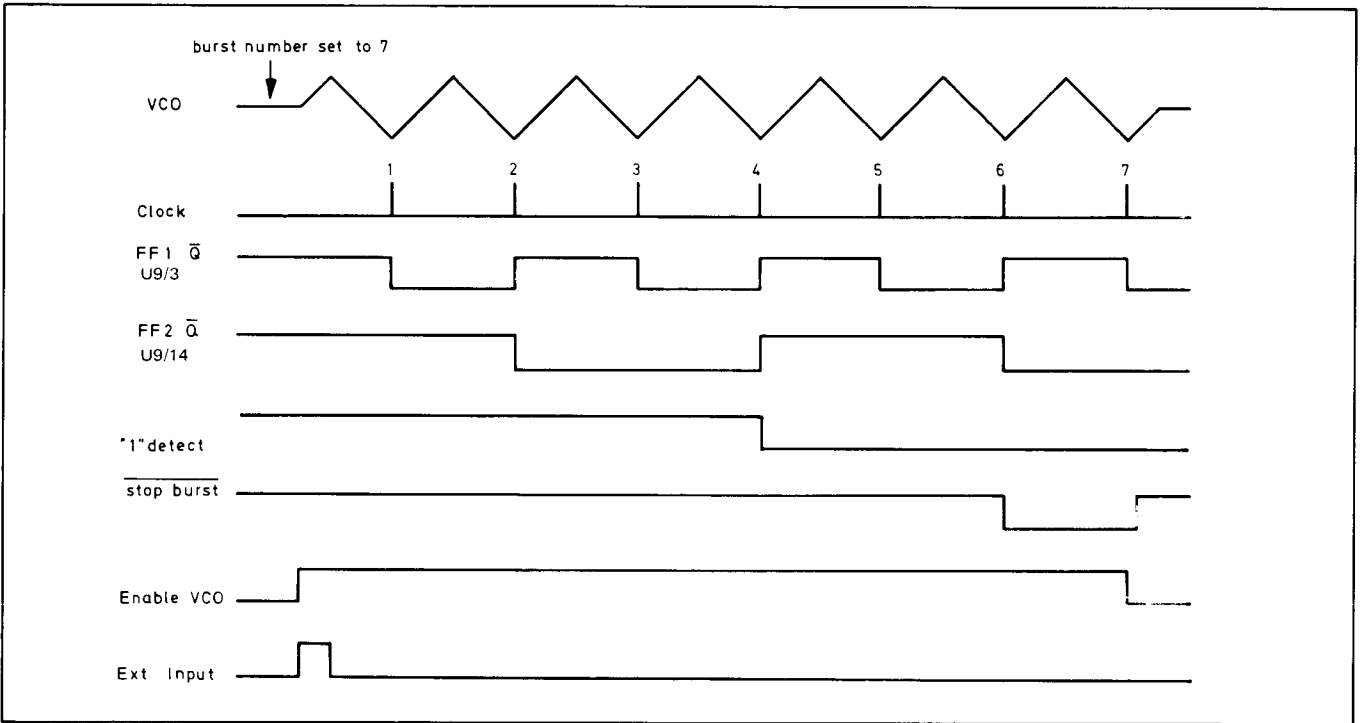 burst number set to 7
VCO
1 2 3 4 5 6 7
Clock
FF1 Q̅
U9/3
FF2 Q̅
U9/14
"1"detect
stop burst
Enable VCO
Ext Input